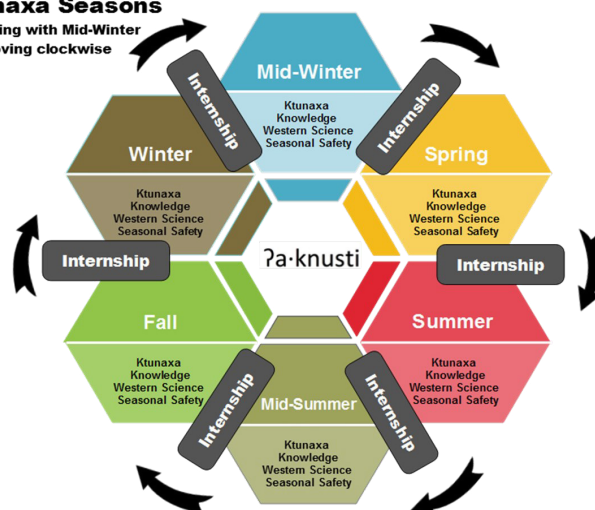 naxa Seasons
ing with Mid-Winter
oving clockwise
Mid-Winter
Ktunaxa
Knowledge
Western Science
Seasonal Safety
Internship
Spring
Ktunaxa
Knowledge
Western Science
Seasonal Safety
Internship
Summer
Ktunaxa
Knowledge
Western Science
Seasonal Safety
Internship
Mid-Summer
Ktunaxa
Knowledge
Western Science
Seasonal Safety
Internship
Fall
Ktunaxa
Knowledge
Western Science
Seasonal Safety
Internship
Winter
Ktunaxa
Knowledge
Western Science
Seasonal Safety
Internship
ʔa·knusti